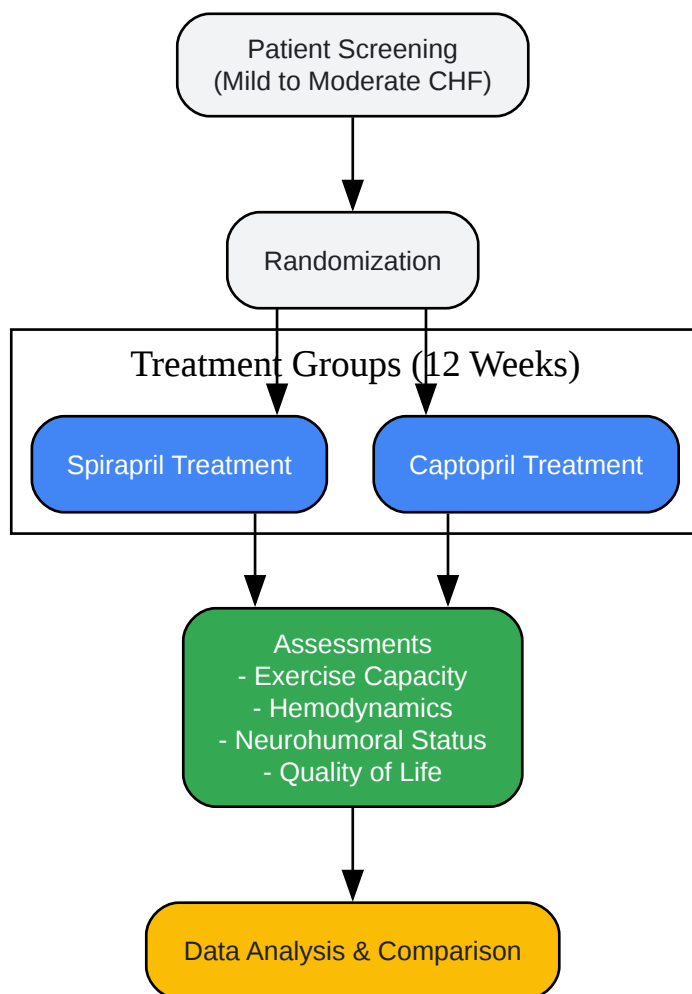 Patient Screening
(Mild to Moderate CHF)
Randomization
Treatment Groups (12 Weeks)
Spirapril Treatment
Captopril Treatment
Assessments
- Exercise Capacity
- Hemodynamics
- Neurohumoral Status
- Quality of Life
Data Analysis & Comparison